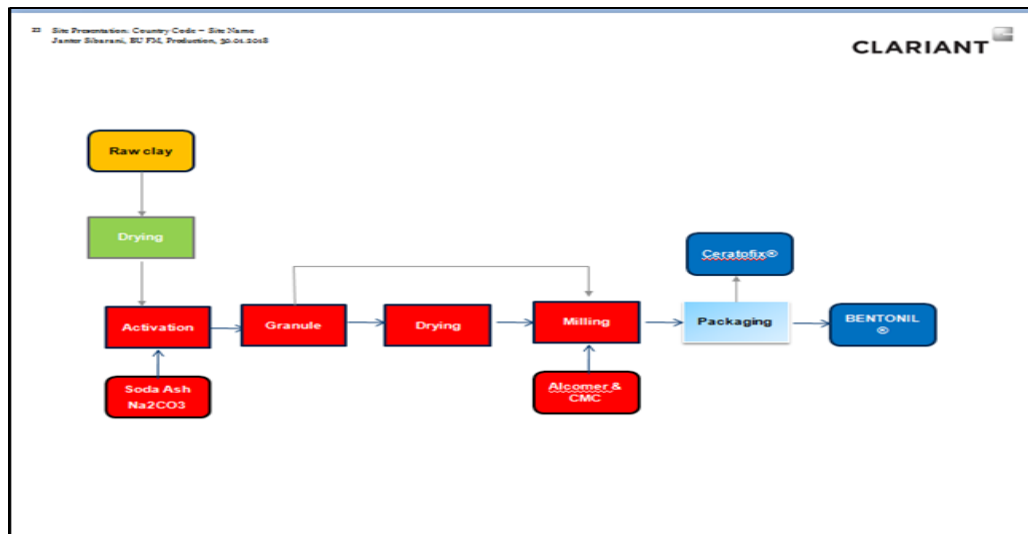 Site Presentation: Country Code – Site Name
Janter Sibarani, BU FM, Production, 30.01.2018
CLARIANT
Raw clay
Drying
Ceratofix®
Activation
Granule
Drying
Milling
Packaging
BENTONIL
®
Soda Ash
Na2CO3
Alcomer &
CMC